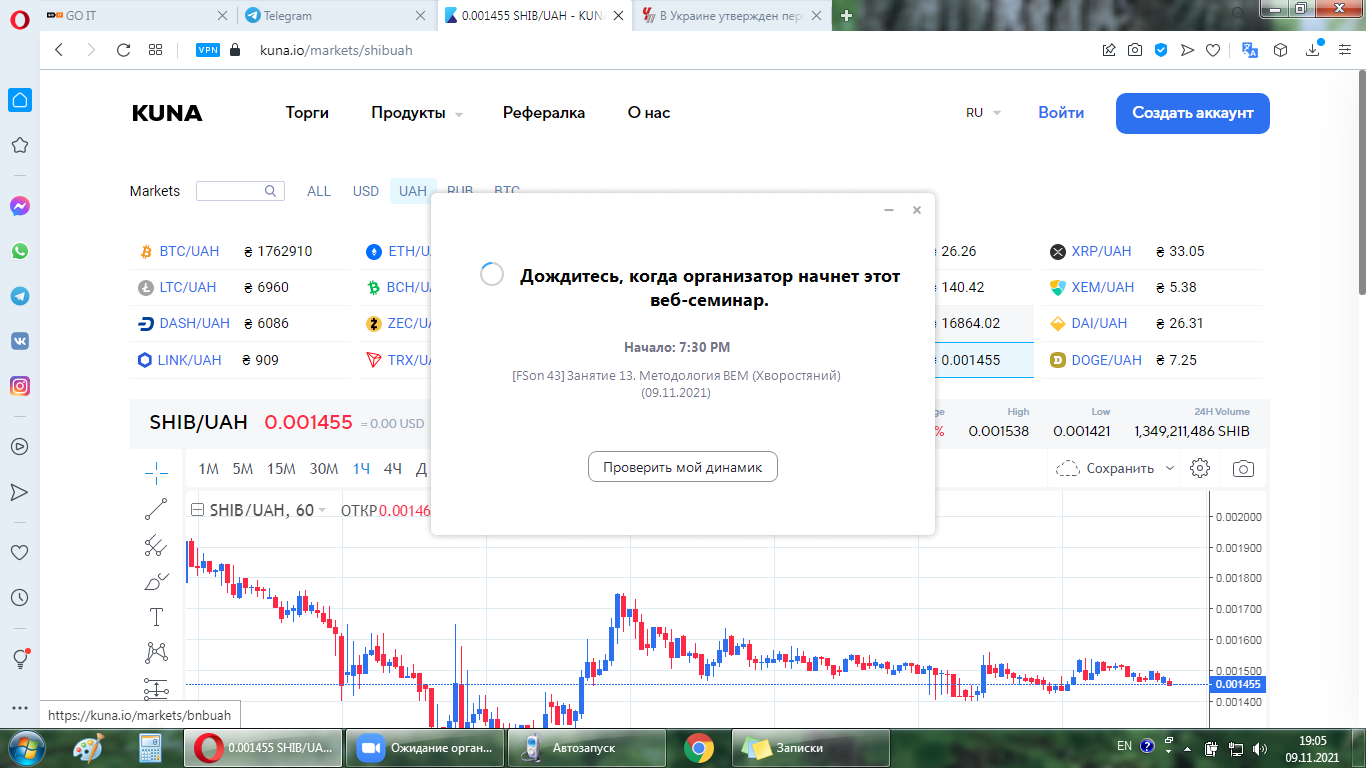 GO IT
Telegram
0.001455 SHIB/UAH - KUN
В Украине утвержден пер
VPN
kuna.io/markets/shibuah
KUNA
Торги
Продукты
Рефералка
О нас
RU
Войти
Создать аккаунт
Markets
ALL
USD
UAH
RUB
BTC
BTC/UAH ₴ 1762910
ETH/U
26.26
XRP/UAH ₴ 33.05
LTC/UAH ₴ 6960
BCH/U
140.42
XEM/UAH ₴ 5.38
DASH/UAH ₴ 6086
ZEC/U
16864.02
DAI/UAH ₴ 26.31
LINK/UAH ₴ 909
TRX/U
0.001455
DOGE/UAH ₴ 7.25
Дождитесь, когда организатор начнет этот
веб-семинар.
Начало: 7:30 PM
[FSon 43] Занятие 13. Методология BEM (Хворостяний)
(09.11.2021)
Проверить мой динамик
SHIB/UAH 0.001455 = 0.00 USD
ge
%
High
0.001538
Low
0.001421
24H Volume
1,349,211,486 SHIB
1М 5М 15М 30М 1Ч 4Ч Д
Сохранить
SHIB/UAH, 60
ОТКР0.00146
0.002000
0.001900
0.001800
0.001700
0.001600
0.001500
0.001455
0.001400
https://kuna.io/markets/bnbuah
0.001455 SHIB/UA...
Ожидание орган...
Автозапуск
Записки
EN
19:05
09.11.2021